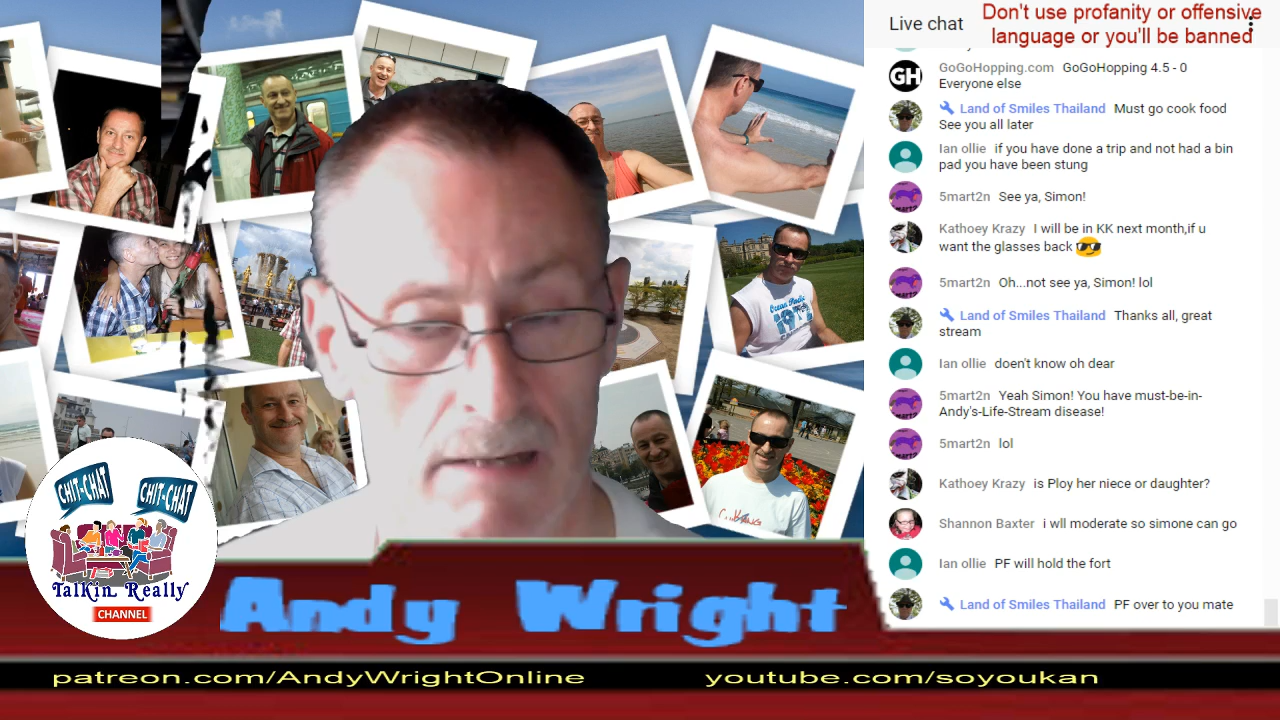 Live chat
Don't use profanity or offensive
language or you'll be banned
GoGoHopping.com GoGoHopping 4.5 - 0
Everyone else
Land of Smiles Thailand Must go cook food
See you all later
Ian ollie if you have done a trip and not had a bin
pad you have been stung
5mart2n See ya, Simon!
Kathoey Krazy I will be in KK next month,if u
want the glasses back
5mart2n Oh...not see ya, Simon! lol
Land of Smiles Thailand Thanks all, great
stream
Ian ollie doen't know oh dear
5mart2n Yeah Simon! You have must-be-in-
Andy's-Life-Stream disease!
5mart2n lol
Kathoey Krazy is Ploy her niece or daughter?
Shannon Baxter i wll moderate so simone can go
Ian ollie PF will hold the fort
Land of Smiles Thailand PF over to you mate
GH
CHIT-CHAT
CHIT-CHAT
Talkin Really
CHANNEL
Andy Wright
patreon.com/AndyWrightOnline
youtube.com/soyoukan